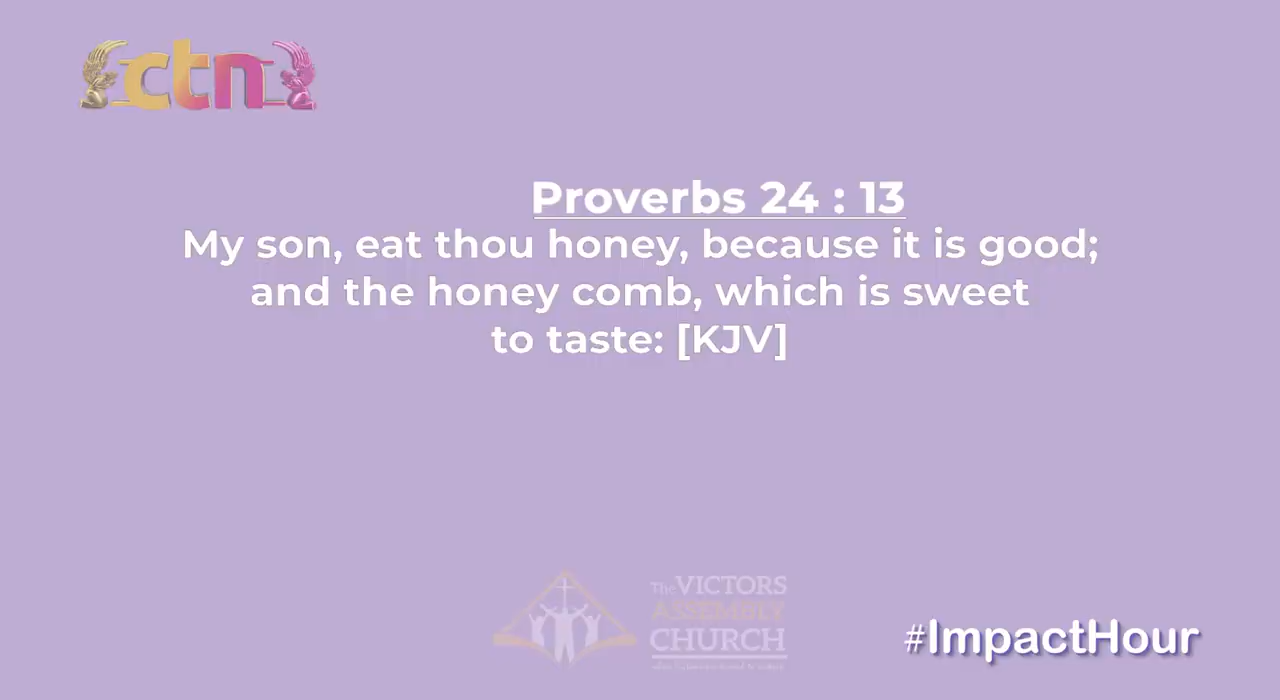 ctn
Proverbs 24 : 13
My son, eat thou honey, because it is good;
and the honey comb, which is sweet
to taste: [KJV]
The VICTORS
ASSEMBLY
CHURCH
#ImpactHour